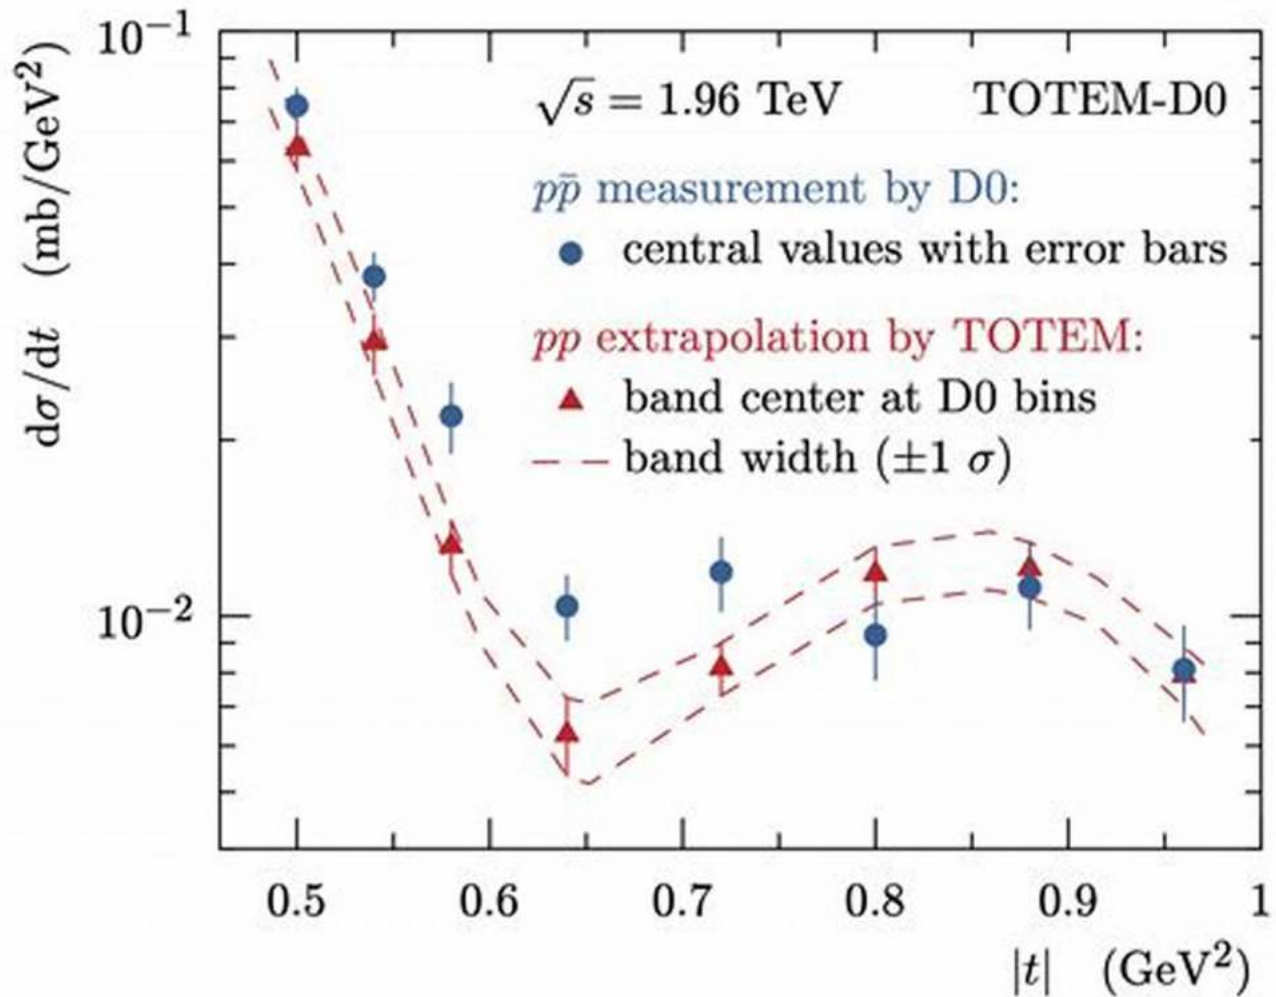 10⁻¹
dσ/dt (mb/GeV²)
√s = 1.96 TeV TOTEM-D0
pp̄ measurement by D0:
central values with error bars
pp extrapolation by TOTEM:
band center at D0 bins
band width (±1 σ)
10⁻²
0.5 0.6 0.7 0.8 0.9 1
|t| (GeV²)